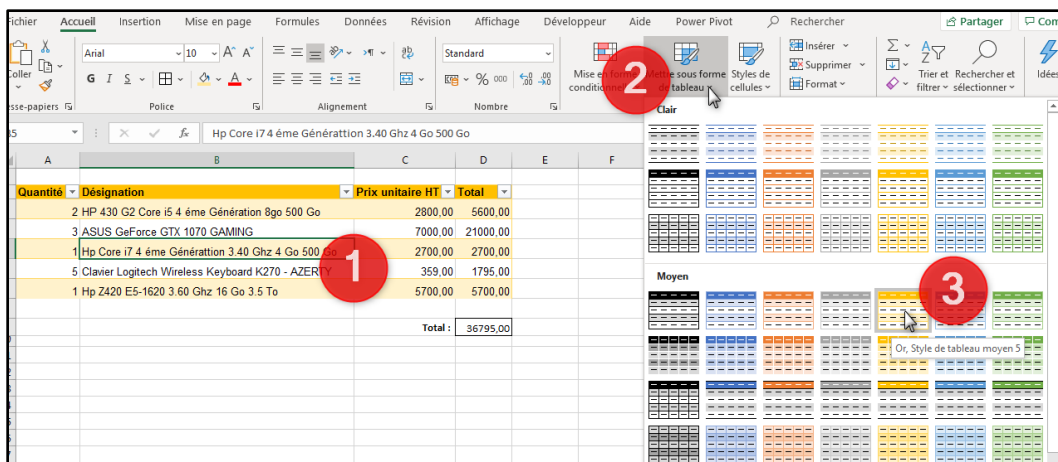 Fichier Accueil Insertion Mise en page Formules Données Révision Affichage Développeur Aide Power Pivot Rechercher Partager Com
Arial 10 A A Standard Insérer
Coller G I S % 000 Mise en forme Mettre sous forme Styles de Supprimer Trier et Rechercher et Idées
conditionnelle de tableau cellules Format filtrer sélectionner
esse-papiers Police Alignement Nombre
2
35 fx Hp Core i7 4 éme Générattion 3.40 Ghz 4 Go 500 Go
Clair
A B C D E F
Quantité Désignation Prix unitaire HT Total
2 HP 430 G2 Core i5 4 éme Génération 8go 500 Go 2800,00 5600,00
3 ASUS GeForce GTX 1070 GAMING 7000,00 21000,00
1 Hp Core i7 4 éme Générattion 3.40 Ghz 4 Go 500 Go 2700,00 2700,00
5 Clavier Logitech Wireless Keyboard K270 - AZERTY 359,00 1795,00
1 Hp Z420 E5-1620 3.60 Ghz 16 Go 3.5 To 5700,00 5700,00
1
Total : 36795,00
Moyen
3
Or, Style de tableau moyen 5